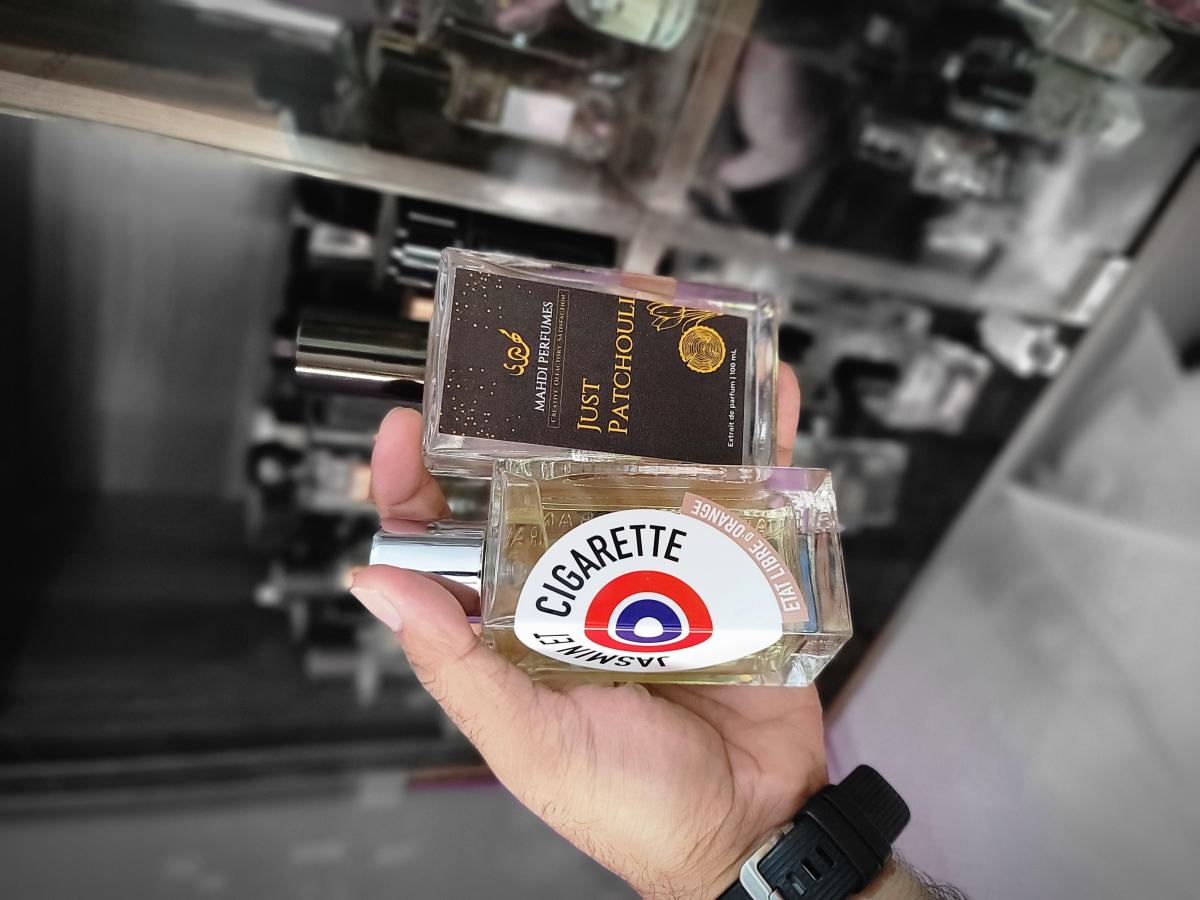 MAHDI PERFUMES
CREATIVE OLFACTORY SATISFACTION
JUST
PATCHOULI
Extrait de parfum | 100 mL
JASMIN ET
CIGARETTE
ETAT LIBRE D'ORANGE